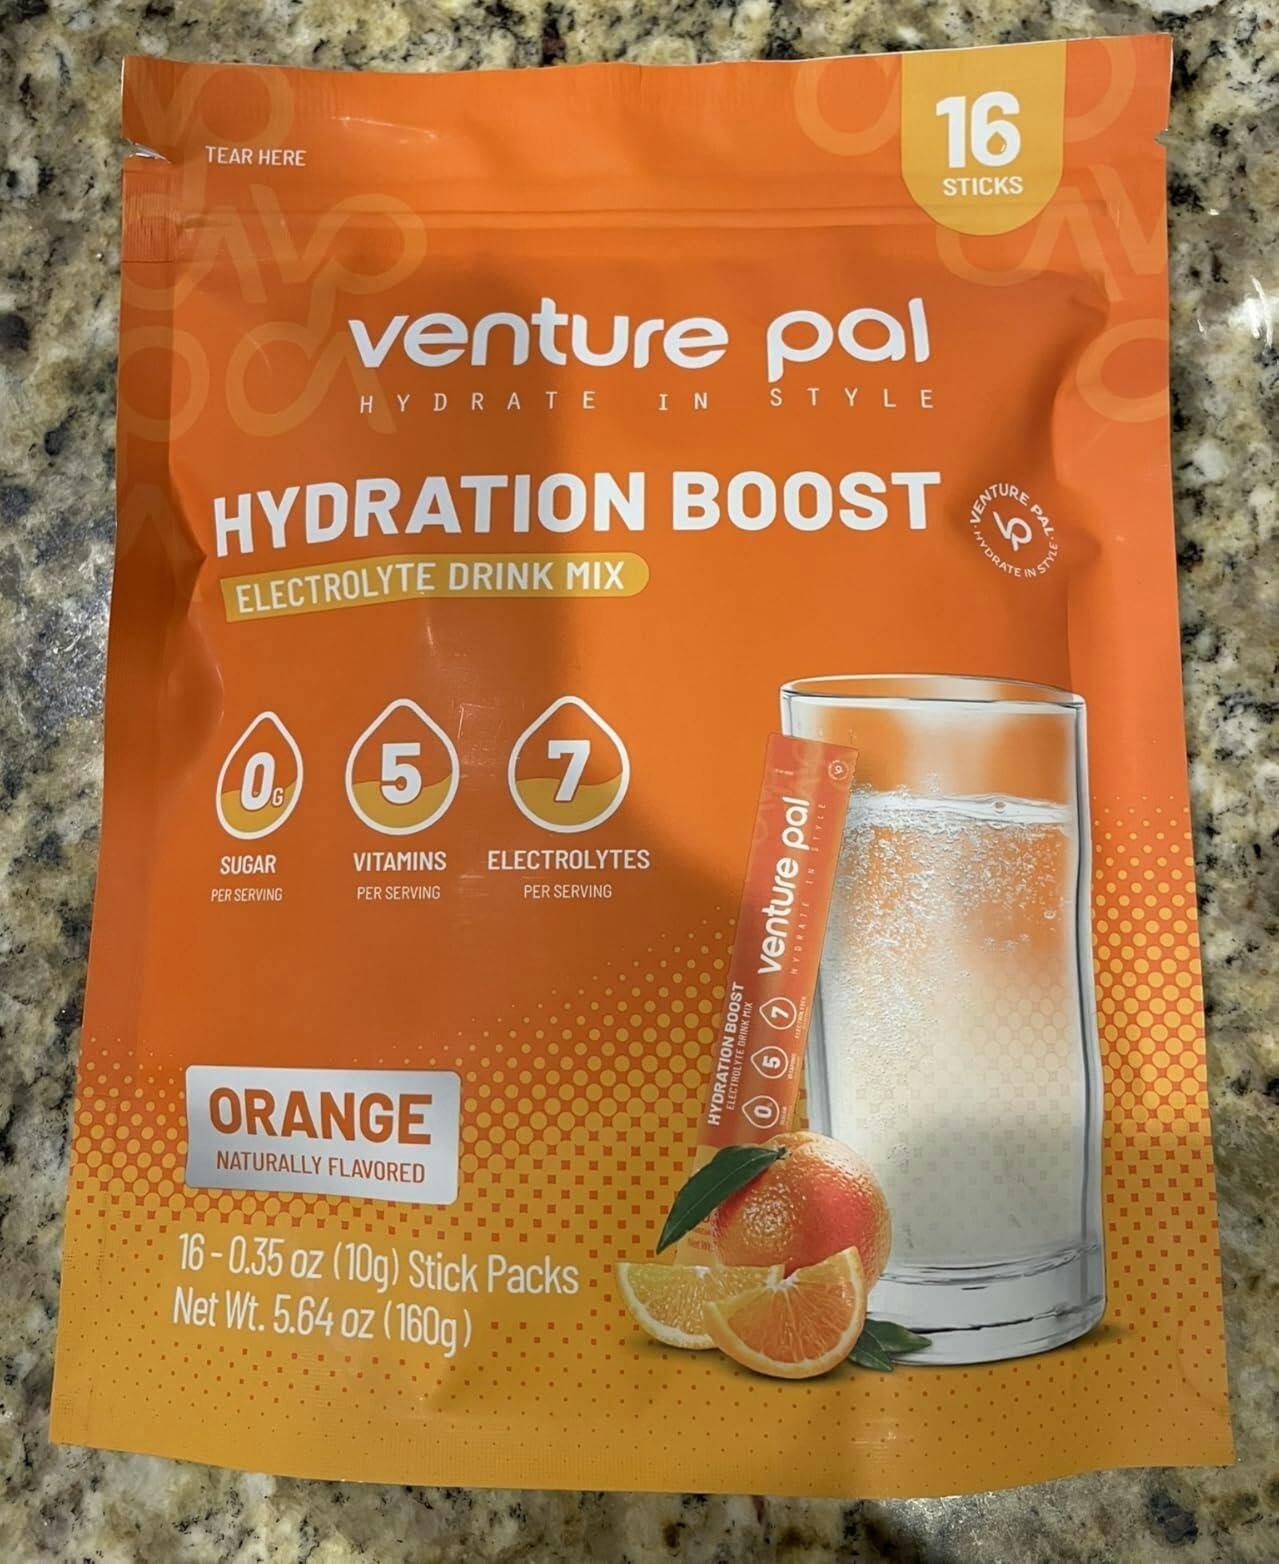 TEAR HERE
16
STICKS
venture pal
HYDRATE IN STYLE
HYDRATION BOOST
VENTURE PAL
HYDRATE IN STYLE
ELECTROLYTE DRINK MIX
0G
SUGAR
PER SERVING
5
VITAMINS
PER SERVING
7
ELECTROLYTES
PER SERVING
venture pal
HYDRATE IN STYLE
HYDRATION BOOST
ELECTROLYTE DRINK MIX
0
5
7
ORANGE
NATURALLY FLAVORED
16 - 0.35 oz (10g) Stick Packs
Net Wt. 5.64 oz (160g)